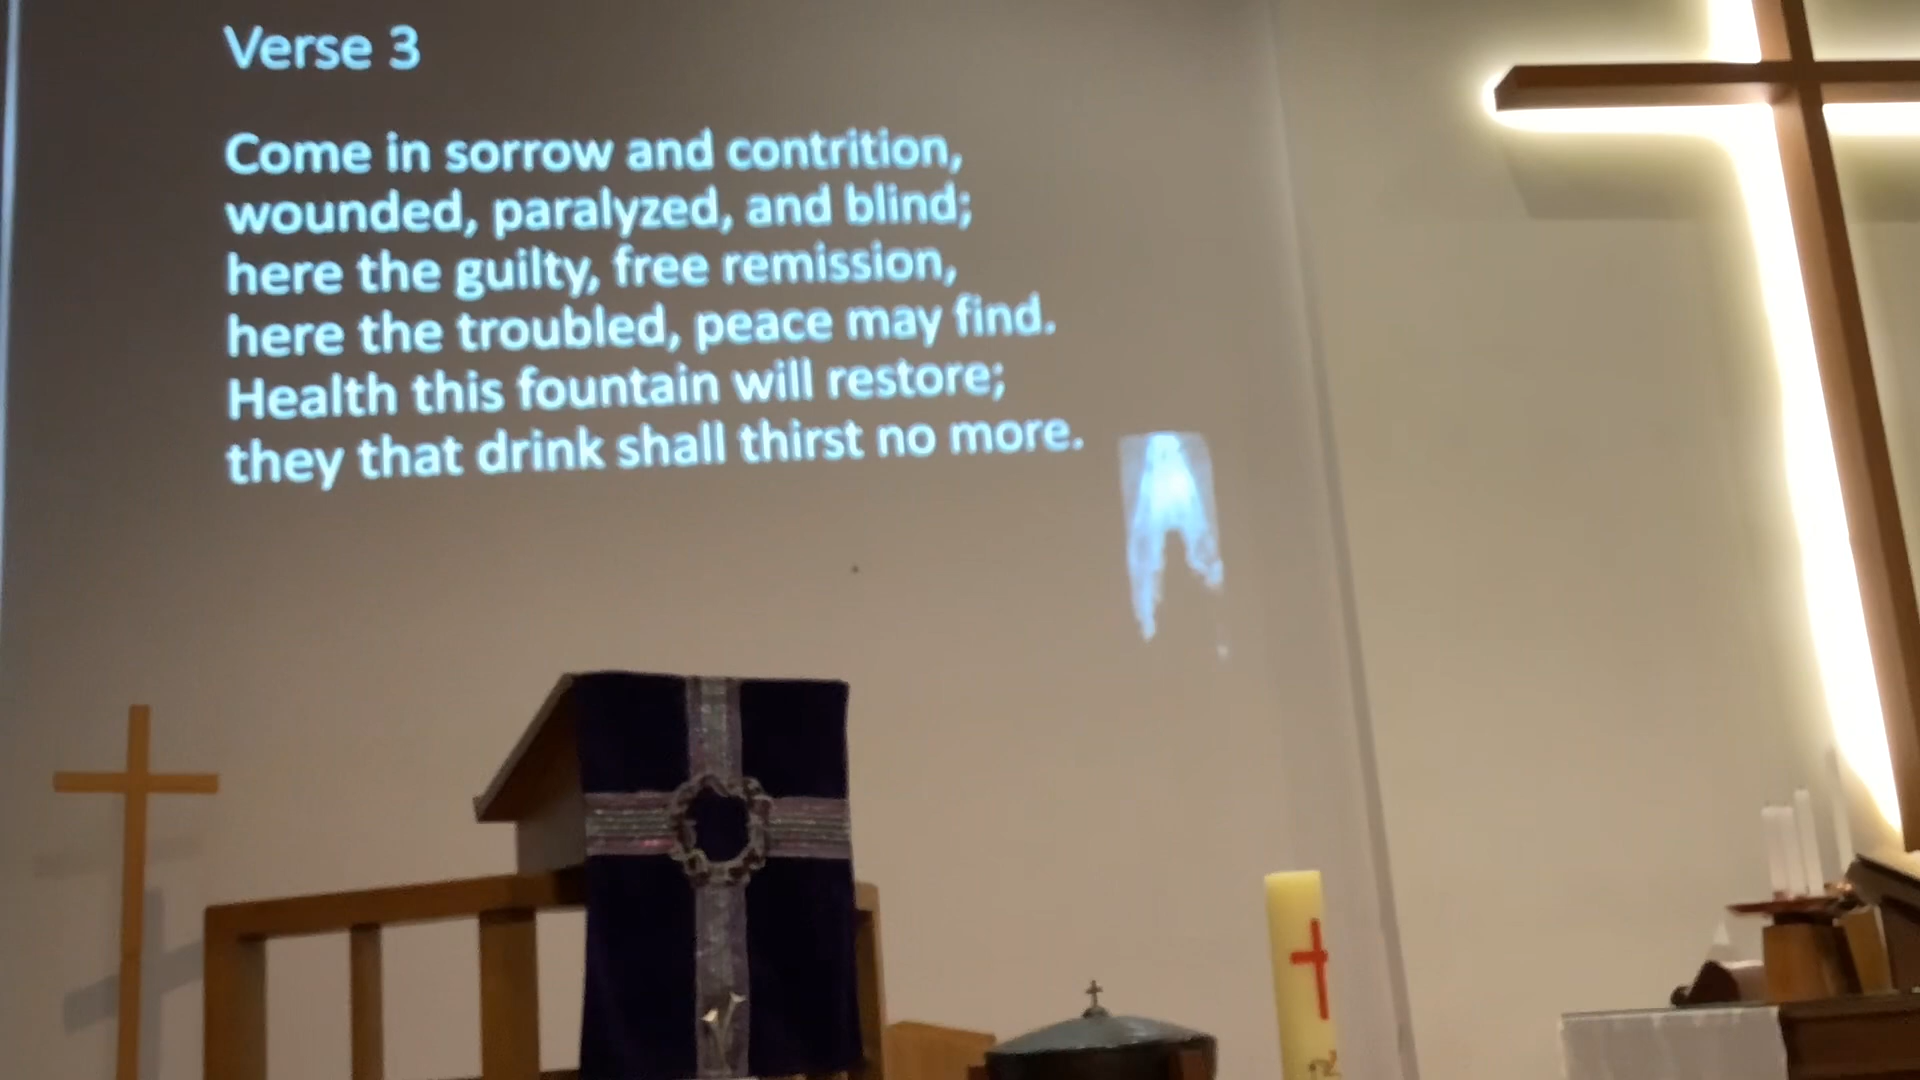 Verse 3
Come in sorrow and contrition,
wounded, paralyzed, and blind;
here the guilty, free remission,
here the troubled, peace may find.
Health this fountain will restore;
they that drink shall thirst no more.